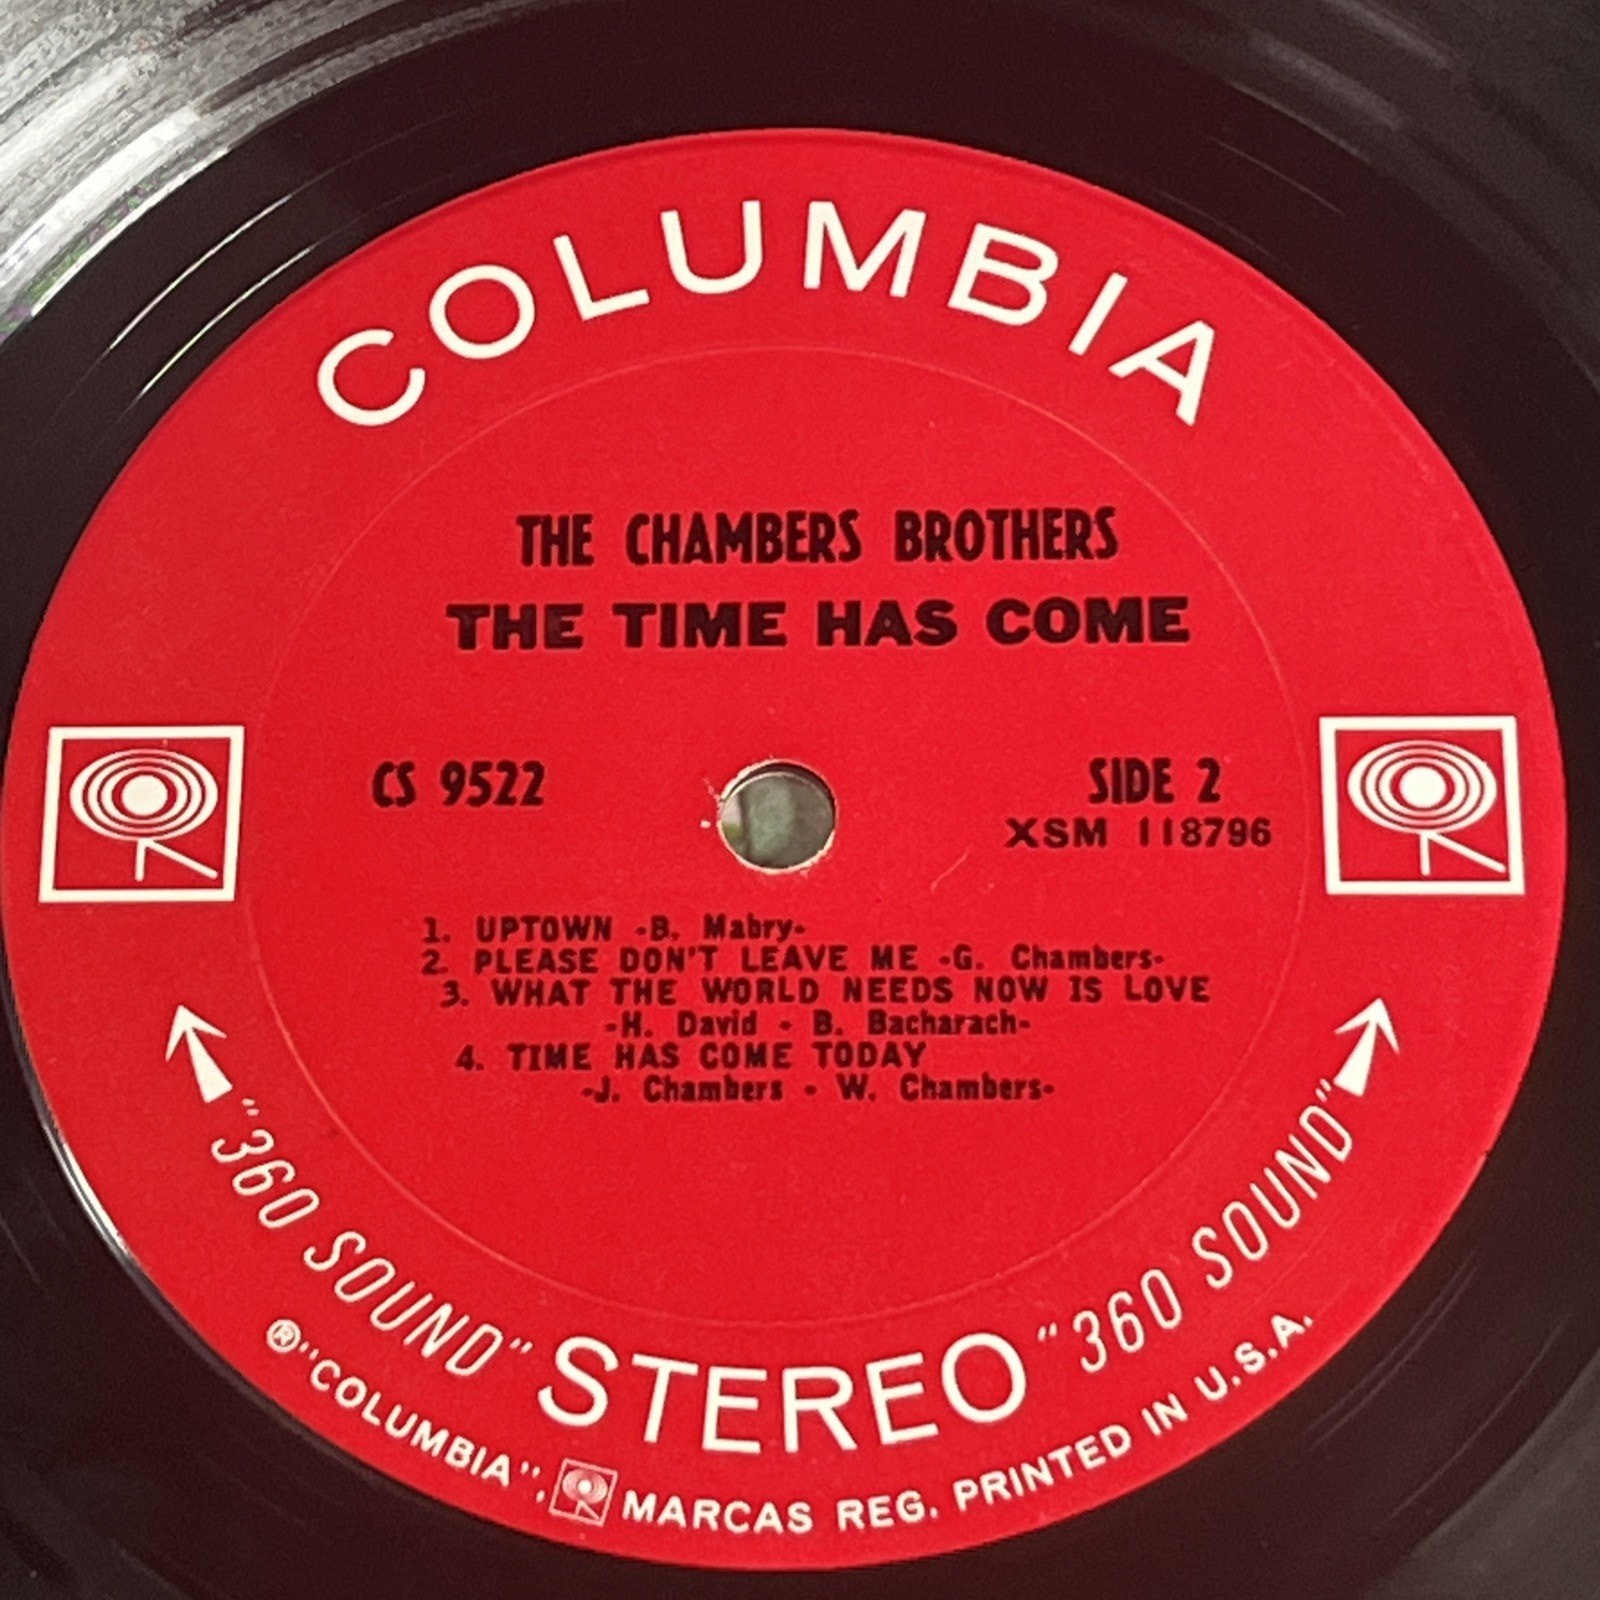 COLUMBIA
THE CHAMBERS BROTHERS
THE TIME HAS COME
CS 9522
SIDE 2
XSM 118796
1. UPTOWN -B. Mabry-
2. PLEASE DON'T LEAVE ME -G. Chambers-
3. WHAT THE WORLD NEEDS NOW IS LOVE
-H. David - B. Bacharach-
4. TIME HAS COME TODAY
-J. Chambers - W. Chambers-
"360 SOUND" STEREO "360 SOUND"
®"COLUMBIA", MARCAS REG. PRINTED IN U.S.A.